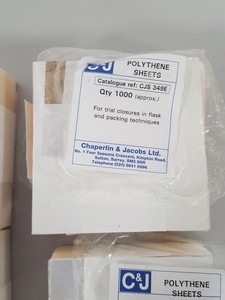 C&J
POLYTHENE
SHEETS
Catalogue ref: CJS 349E
Qty 1000 (approx.)
For trial closures in flask
and packing techniques
Chaperlin & Jacobs Ltd.
No. 1 Four Seasons Crescent, Kimpton Road,
Sutton, Surrey SM3 9QR
Telephone (020) 8641 6996
C&J
POLYTHENE
SHEETS